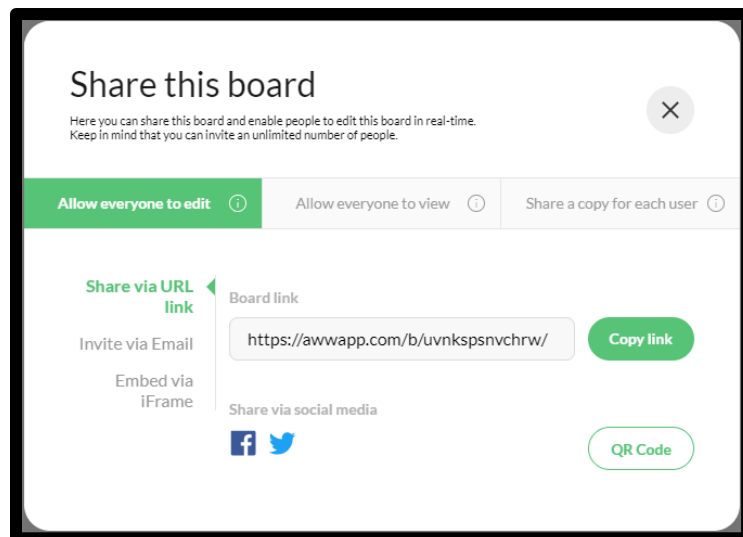 Share this board
Here you can share this board and enable people to edit this board in real-time.
Keep in mind that you can invite an unlimited number of people.
Allow everyone to edit
Allow everyone to view
Share a copy for each user
Share via URL
link
Invite via Email
Embed via
iFrame
Board link
https://awwapp.com/b/uvnkspsnvchrw/
Copy link
Share via social media
QR Code